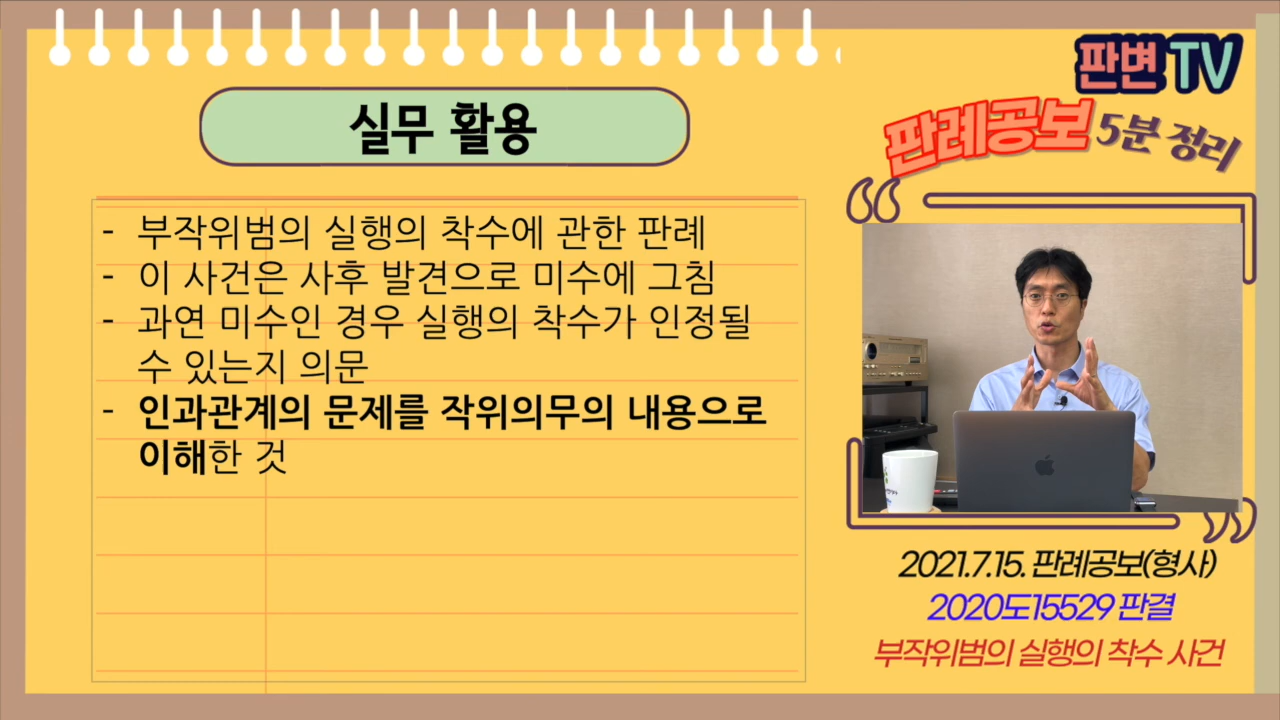 판변 TV
판례공보 5분 정리
실무 활용
- 부작위범의 실행의 착수에 관한 판례
- 이 사건은 사후 발견으로 미수에 그침
- 과연 미수인 경우 실행의 착수가 인정될
수 있는지 의문
- 인과관계의 문제를 작위의무의 내용으로
이해한 것
2021.7.15. 판례공보(형사)
2020도15529 판결
부작위범의 실행의 착수 사건